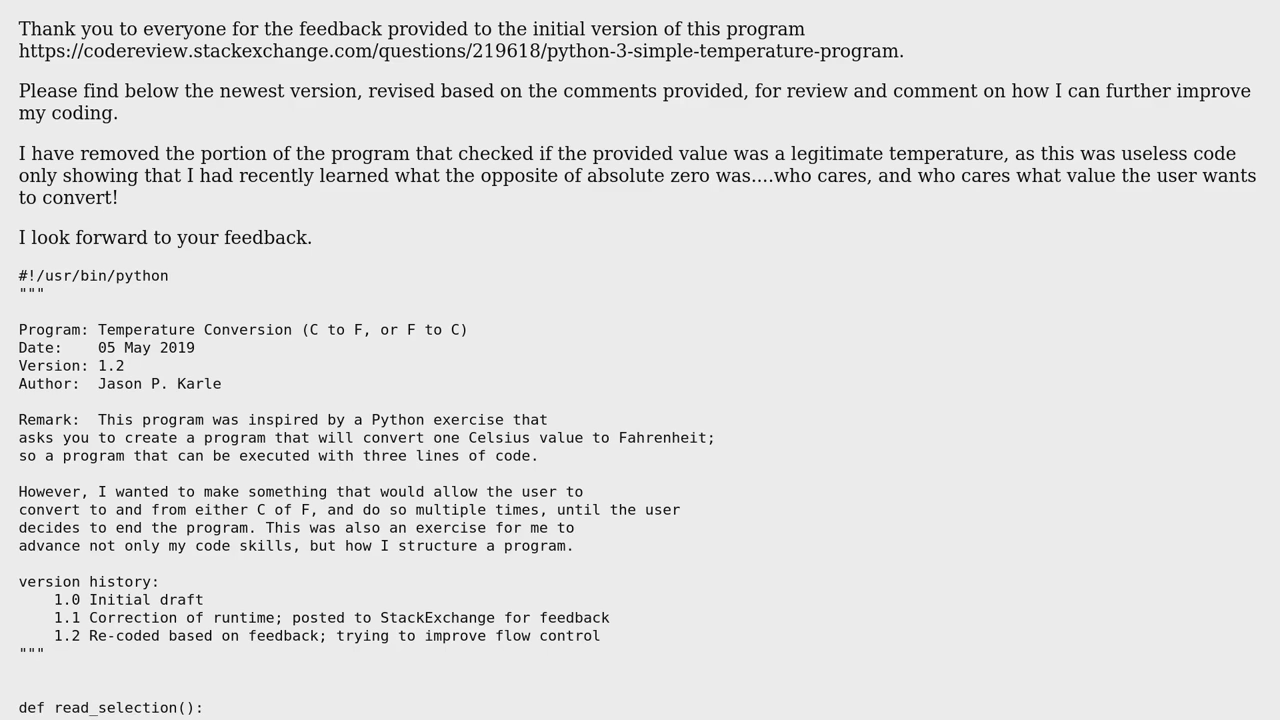 Thank you to everyone for the feedback provided to the initial version of this program
https://codereview.stackexchange.com/questions/219618/python-3-simple-temperature-program.
Please find below the newest version, revised based on the comments provided, for review and comment on how I can further improve
my coding.
I have removed the portion of the program that checked if the provided value was a legitimate temperature, as this was useless code
only showing that I had recently learned what the opposite of absolute zero was....who cares, and who cares what value the user wants
to convert!
I look forward to your feedback.
#!/usr/bin/python
"""
Program: Temperature Conversion (C to F, or F to C)
Date:    05 May 2019
Version: 1.2
Author:  Jason P. Karle
Remark:  This program was inspired by a Python exercise that
asks you to create a program that will convert one Celsius value to Fahrenheit;
so a program that can be executed with three lines of code.
However, I wanted to make something that would allow the user to
convert to and from either C of F, and do so multiple times, until the user
decides to end the program. This was also an exercise for me to
advance not only my code skills, but how I structure a program.
version history:
    1.0 Initial draft
    1.1 Correction of runtime; posted to StackExchange for feedback
    1.2 Re-coded based on feedback; trying to improve flow control
"""
def read_selection():